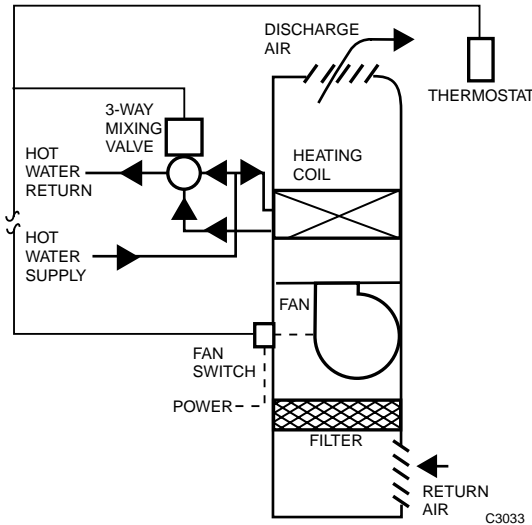 DISCHARGE
AIR
THERMOSTAT
3-WAY
MIXING
VALVE
HOT
WATER
RETURN
HEATING
COIL
HOT
WATER
SUPPLY
FAN
FAN
SWITCH
POWER
FILTER
RETURN
AIR
C3033